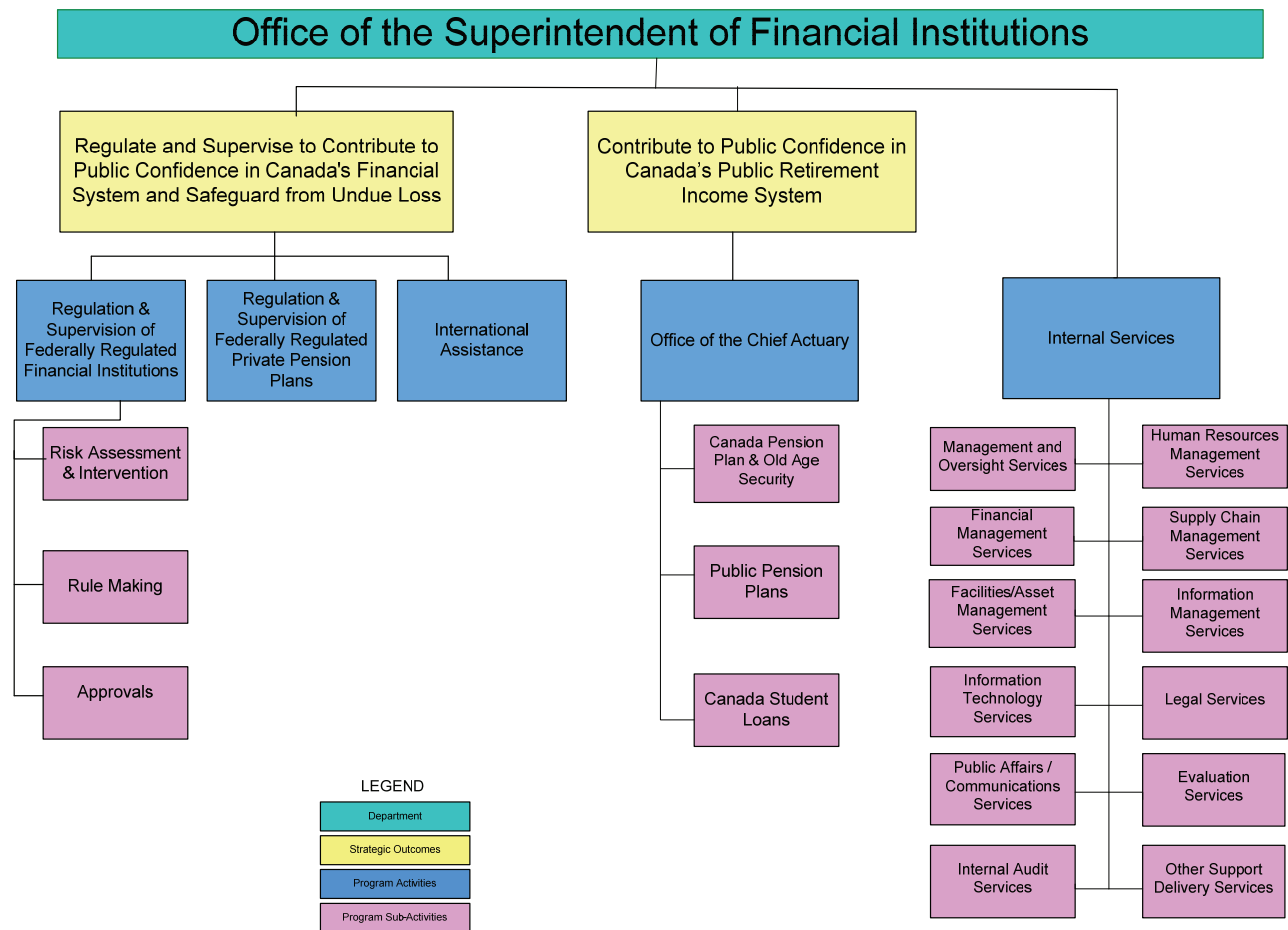 Office of the Superintendent of Financial Institutions
Regulate and Supervise to Contribute to
Public Confidence in Canada's Financial
System and Safeguard from Undue Loss
Contribute to Public Confidence in
Canada’s Public Retirement
Income System
Regulation &
Supervision of
Federally Regulated
Financial Institutions
Regulation &
Supervision of
Federally Regulated
Private Pension
Plans
International
Assistance
Office of the Chief Actuary
Internal Services
Risk Assessment
& Intervention
Rule Making
Approvals
Canada Pension
Plan & Old Age
Security
Public Pension
Plans
Canada Student
Loans
Management and
Oversight Services
Human Resources
Management
Services
Financial
Management
Services
Supply Chain
Management
Services
Facilities/Asset
Management
Services
Information
Management
Services
Information
Technology
Services
Legal Services
Public Affairs /
Communications
Services
Evaluation
Services
Internal Audit
Services
Other Support
Delivery Services
LEGEND
Department
Strategic Outcomes
Program Activities
Program Sub-Activities